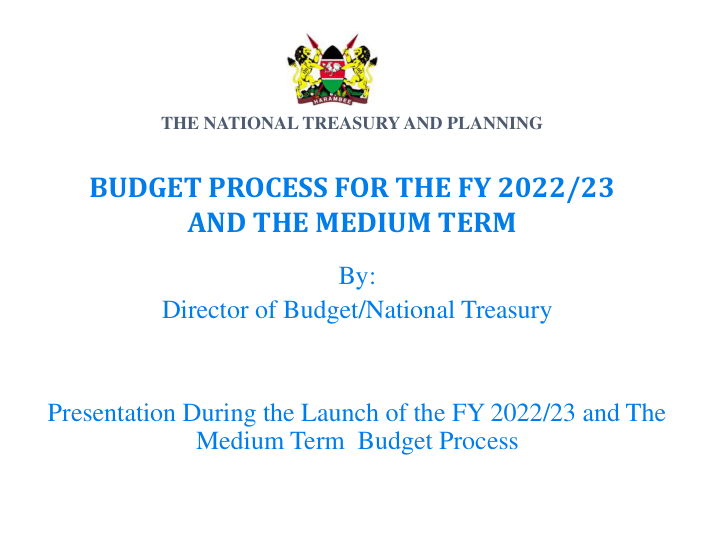 HARAMBEE
THE NATIONAL TREASURY AND PLANNING
BUDGET PROCESS FOR THE FY 2022/23
AND THE MEDIUM TERM
By:
Director of Budget/National Treasury
Presentation During the Launch of the FY 2022/23 and The
Medium Term Budget Process